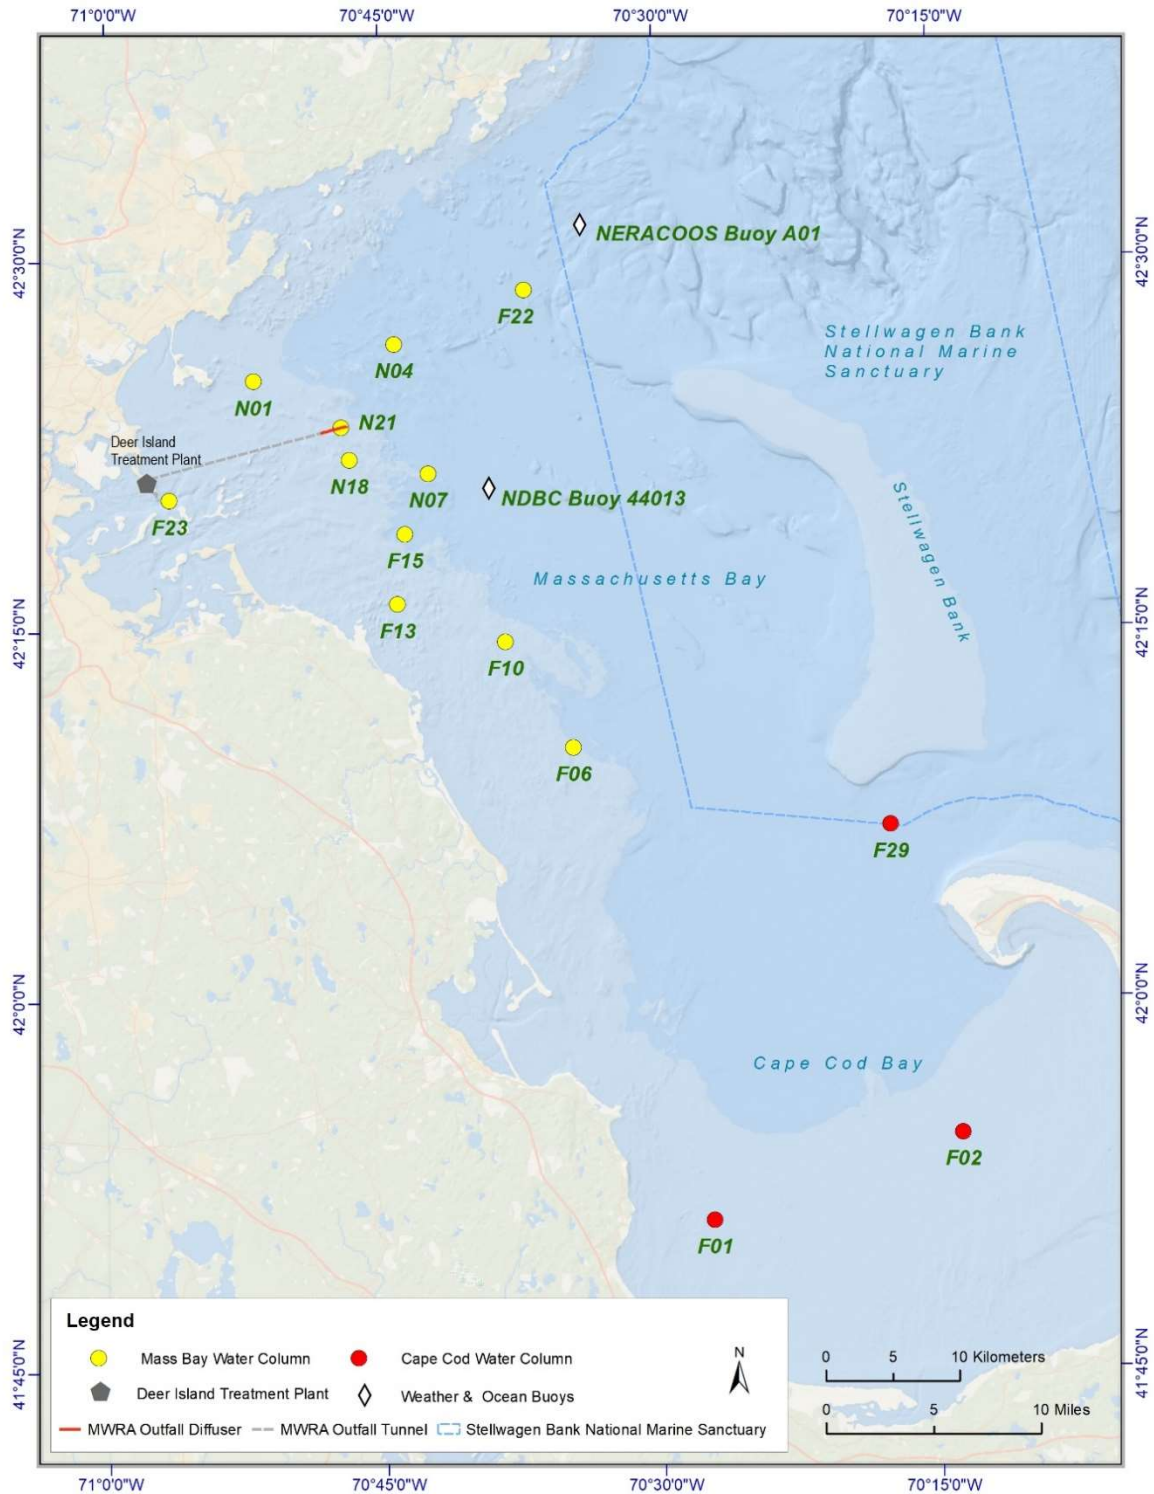 71°0'0"W 70°45'0"W 70°30'0"W 70°15'0"W
42°30'0"N
42°30'0"N
NERACOOS Buoy A01
F22
Stellwagen Bank
National Marine
Sanctuary
N04
N01
N21
Deer Island
Treatment Plant
N18
N07
NDBC Buoy 44013
F23
Stellwagen Bank
F15
Massachusetts Bay
F13
42°15'0"N
42°15'0"N
F10
F06
F29
42°0'0"N
42°0'0"N
Cape Cod Bay
F02
F01
Legend
Mass Bay Water Column
Cape Cod Water Column
Deer Island Treatment Plant
Weather & Ocean Buoys
MWRA Outfall Diffuser
MWRA Outfall Tunnel
Stellwagen Bank National Marine Sanctuary
N
0 5 10 Kilometers
0 5 10 Miles
41°45'0"N
41°45'0"N
71°0'0"W 70°45'0"W 70°30'0"W 70°15'0"W